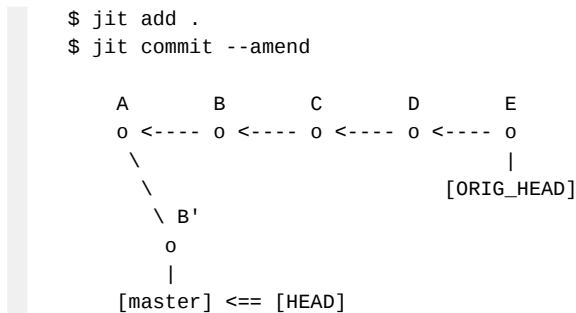 $ jit add .
$ jit commit --amend
A B C D E
o <---- o <---- o <---- o <---- o
\ |
\ [ORIG_HEAD]
\ B'
o
|
[master] <== [HEAD]